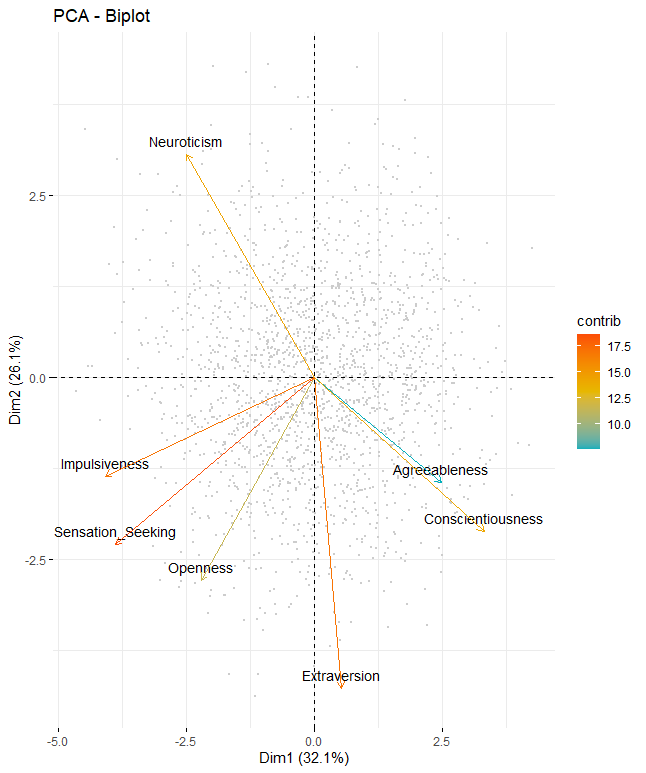 PCA - Biplot
Neuroticism
2.5
contrib
17.5
15.0
12.5
10.0
0.0
Dim2 (26.1%)
Impulsiveness
Agreeableness
Conscientiousness
Sensation_Seeking
Openness
-2.5
Extraversion
-5.0 -2.5 0.0 2.5
Dim1 (32.1%)